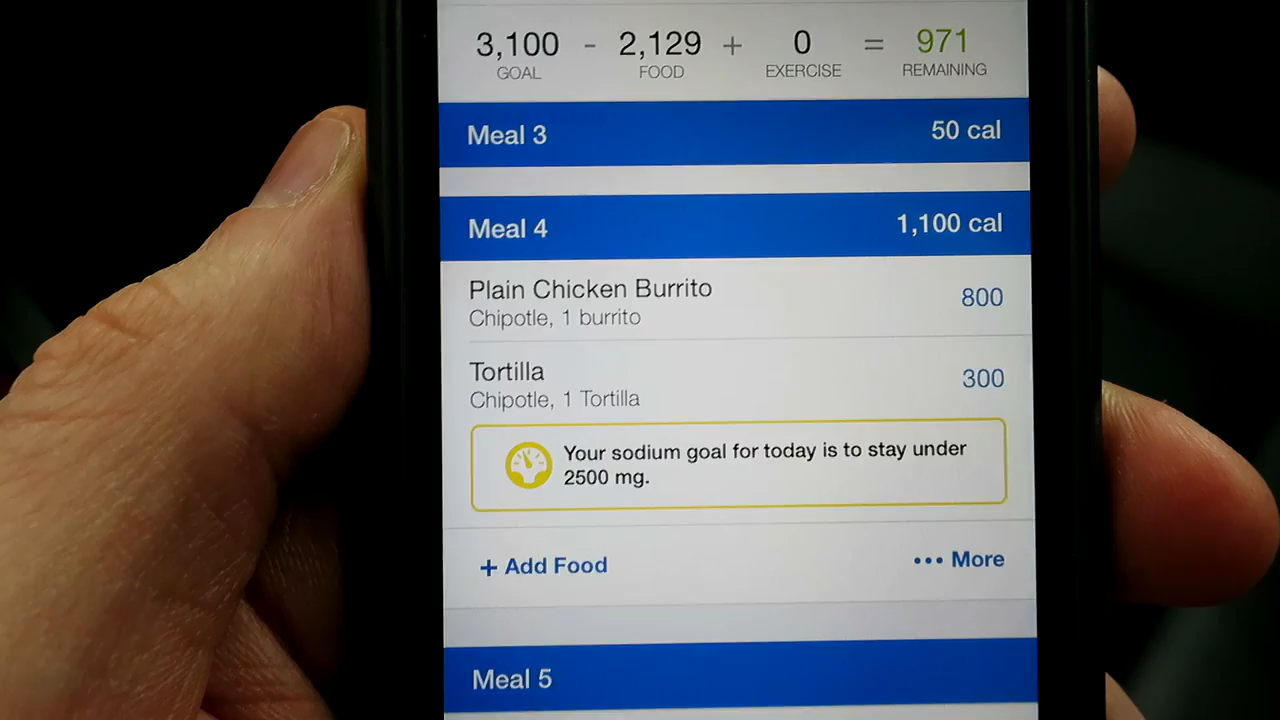 3,100 - 2,129 + 0 = 971
GOAL FOOD EXERCISE REMAINING
Meal 3 50 cal
Meal 4 1,100 cal
Plain Chicken Burrito 800
Chipotle, 1 burrito
Tortilla 300
Chipotle, 1 Tortilla
Your sodium goal for today is to stay under
2500 mg.
+ Add Food ••• More
Meal 5